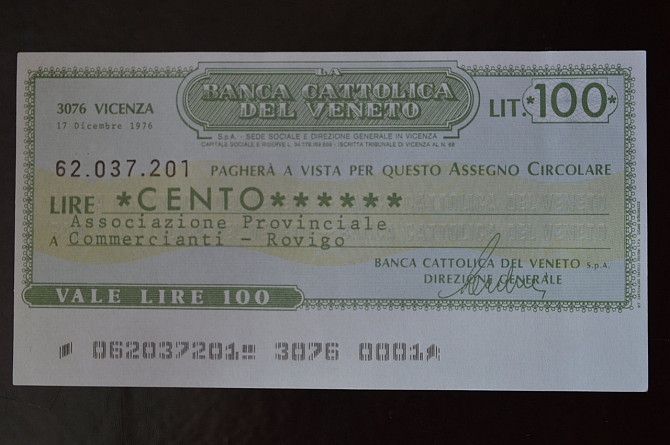 LA
BANCA CATTOLICA
DEL VENETO
S.p.A. - SEDE SOCIALE E DIREZIONE GENERALE IN VICENZA
3076 VICENZA
17 Dicembre 1976
LIT. *100*
62.037.201 PAGHERÀ A VISTA PER QUESTO ASSEGNO CIRCOLARE
LIRE *CENTO******
Associazione Provinciale
A Commercianti - Rovigo
BANCA CATTOLICA DEL VENETO S.p.A.
DIREZIONE GENERALE
VALE LIRE 100
062037201 3076 0001